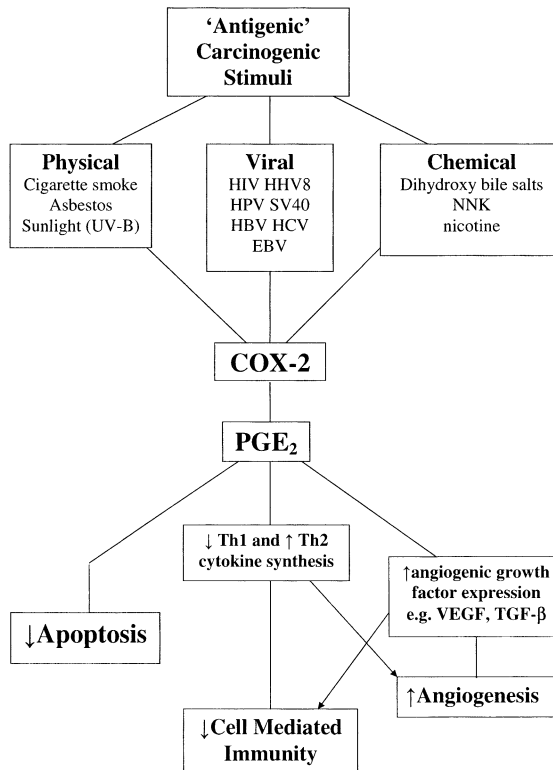 ‘Antigenic’
Carcinogenic
Stimuli
Physical
Cigarette smoke
Asbestos
Sunlight (UV-B)
Viral
HIV HHV8
HPV SV40
HBV HCV
EBV
Chemical
Dihydroxy bile salts
NNK
nicotine
COX-2
PGE₂
↓ Th1 and ↑ Th2
cytokine synthesis
↑angiogenic growth
factor expression
e.g. VEGF, TGF-β
↓Apoptosis
↑Angiogenesis
↓Cell Mediated
Immunity